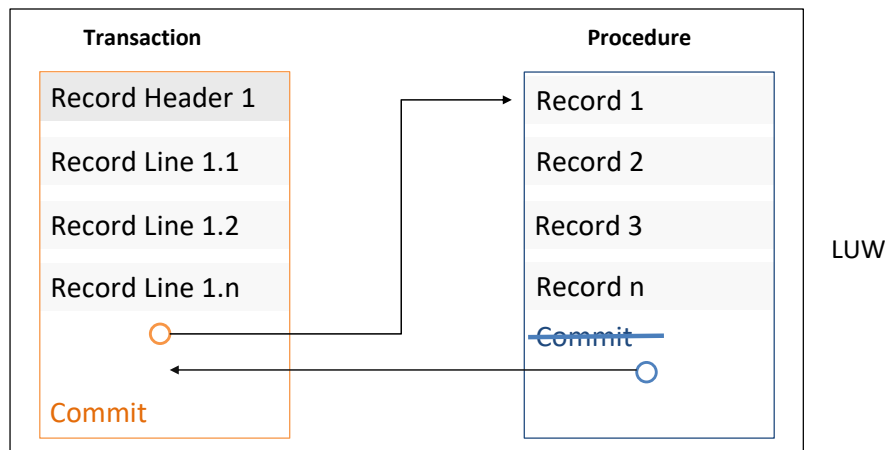 Transaction
Record Header 1
Record Line 1.1
Record Line 1.2
Record Line 1.n
Commit
Procedure
Record 1
Record 2
Record 3
Record n
Commit
LUW